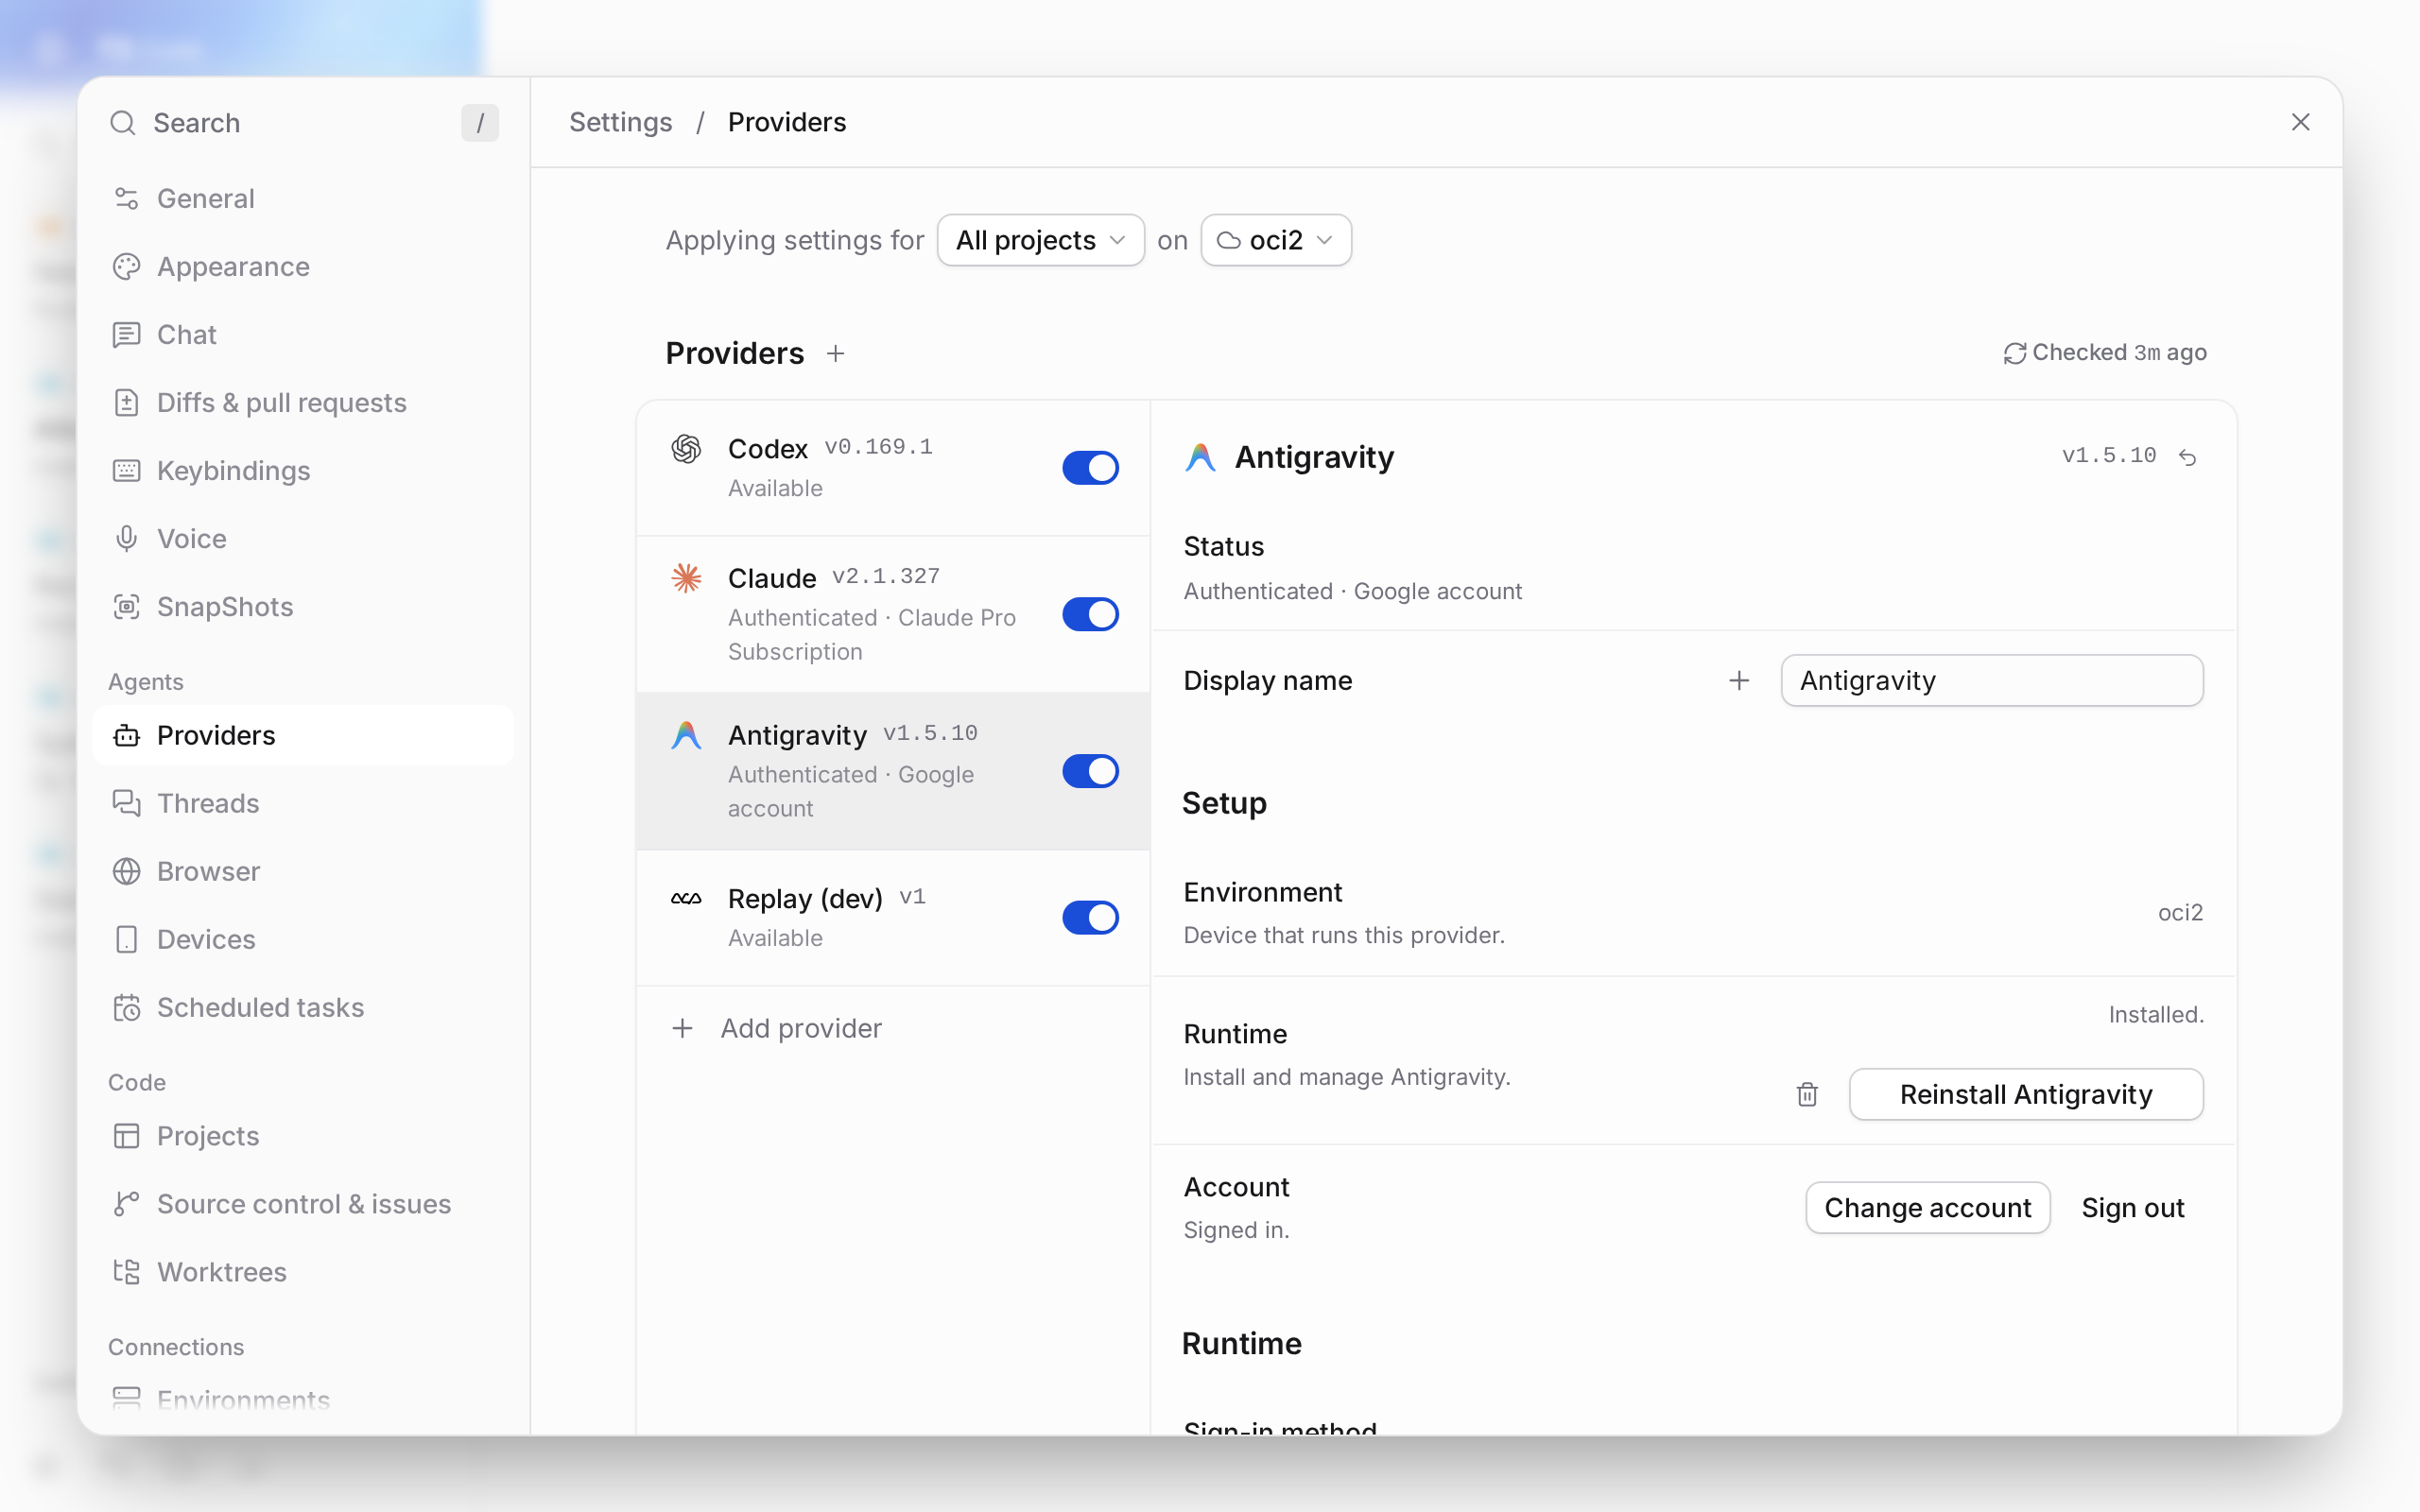 Search /
General
Appearance
Chat
Diffs & pull requests
Keybindings
Voice
SnapShots
Agents
Providers
Threads
Browser
Devices
Scheduled tasks
Code
Projects
Source control & issues
Worktrees
Connections
Environments
Settings / Providers
Applying settings for All projects on oci2
Providers
Checked 3m ago
Codex v0.169.1
Available
Claude v2.1.327
Authenticated · Claude Pro
Subscription
Antigravity v1.5.10
Authenticated · Google
account
Replay (dev) v1
Available
Add provider
Antigravity v1.5.10
Status
Authenticated · Google account
Display name Antigravity
Setup
Environment
Device that runs this provider.
oci2
Runtime
Install and manage Antigravity.
Installed.
Reinstall Antigravity
Account
Signed in.
Change account Sign out
Runtime
Sign-in method